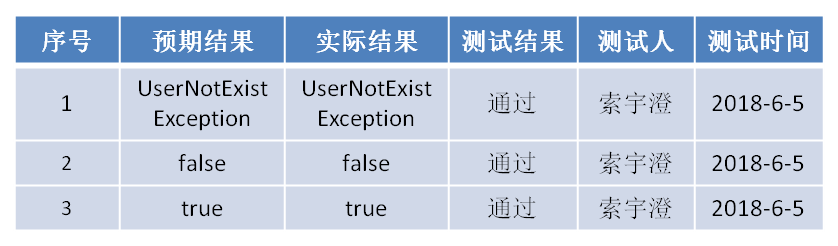 序号 预期结果 实际结果 测试结果 测试人 测试时间
1 UserNotExist Exception UserNotExist Exception 通过 索宇澄 2018-6-5
2 false false 通过 索宇澄 2018-6-5
3 true true 通过 索宇澄 2018-6-5